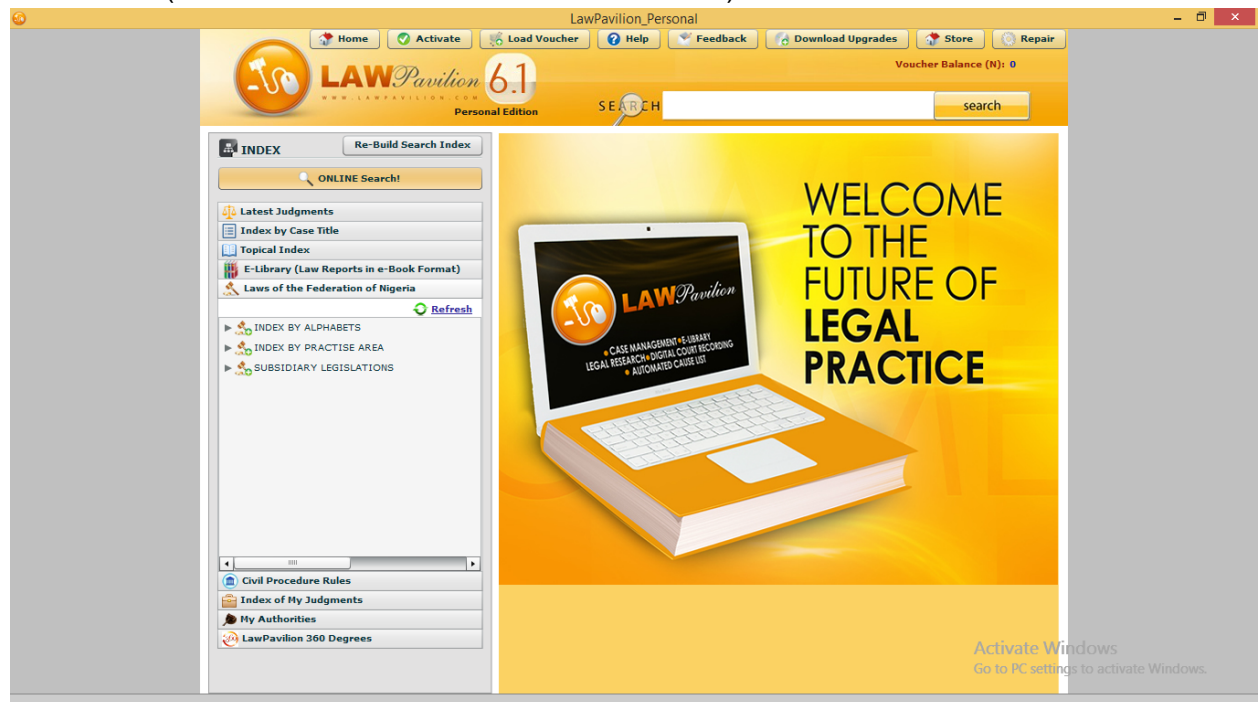 LawPavilion_Personal
Home Activate Load Voucher Help Feedback Download Upgrades Store Repair
Voucher Balance (N): 0
LAWPavilion 6.1
WWW.LAWPAVILION.COM
Personal Edition
SEARCH
search
INDEX
Re-Build Search Index
ONLINE Search!
Latest Judgments
Index by Case Title
Topical Index
E-Library (Law Reports in e-Book Format)
Laws of the Federation of Nigeria
Refresh
INDEX BY ALPHABETS
INDEX BY PRACTISE AREA
SUBSIDIARY LEGISLATIONS
Civil Procedure Rules
Index of My Judgments
My Authorities
LawPavilion 360 Degrees
LAWPavilion
• CASE MANAGEMENT • E-LIBRARY
LEGAL RESEARCH • DIGITAL COURT RECORDING
• AUTOMATED CAUSE LIST
WELCOME
TO THE
FUTURE OF
LEGAL
PRACTICE
Activate Windows
Go to PC settings to activate Windows.